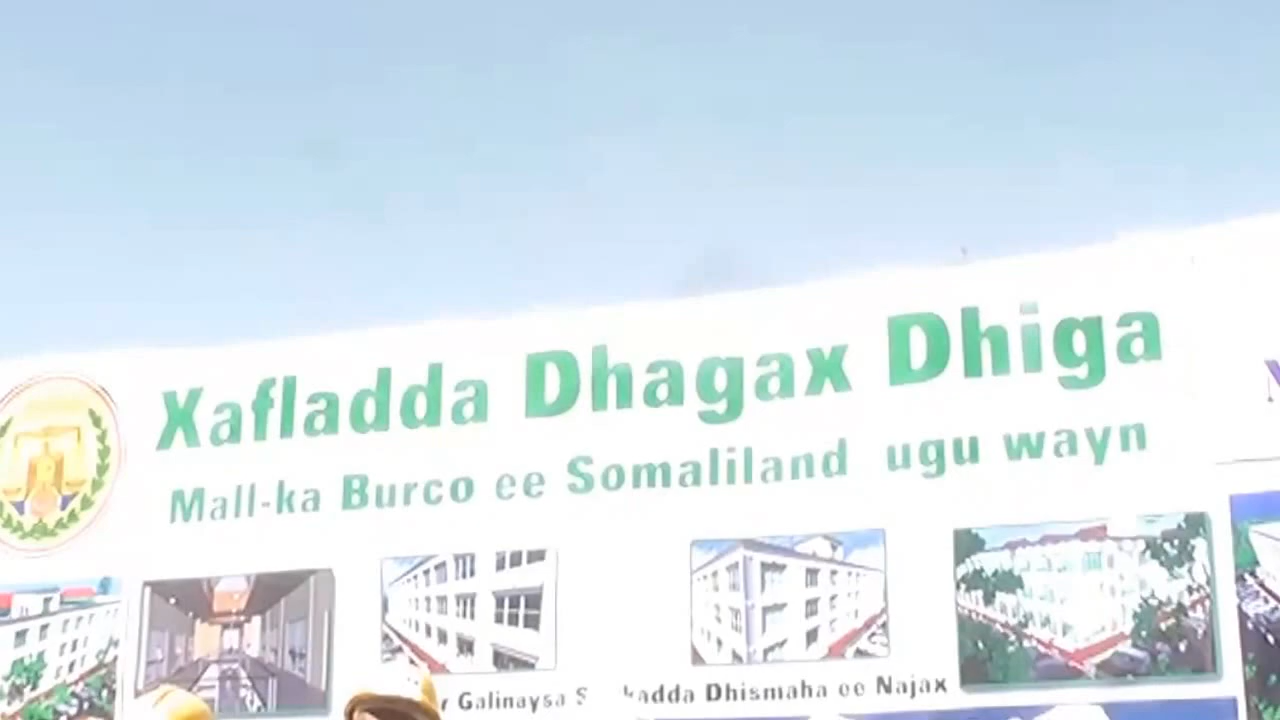 Xafladda Dhagax Dhiga
Mall-ka Burco ee Somaliland ugu wayn
Galinaysa Dhismaha ee Najax